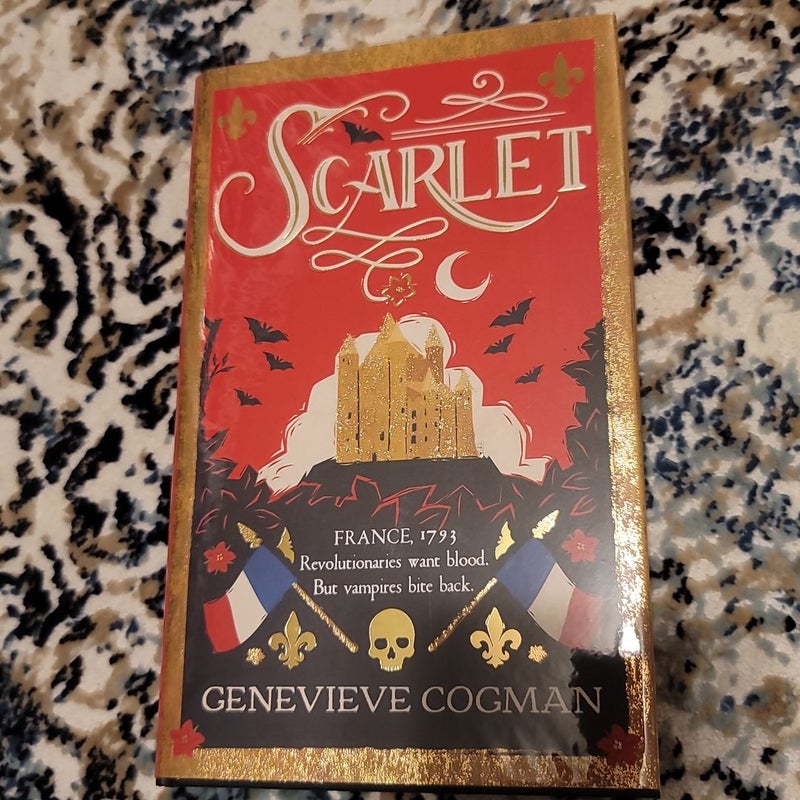 SCARLET
FRANCE, 1793
Revolutionaries want blood.
But vampires bite back.
GENEVIEVE COGMAN